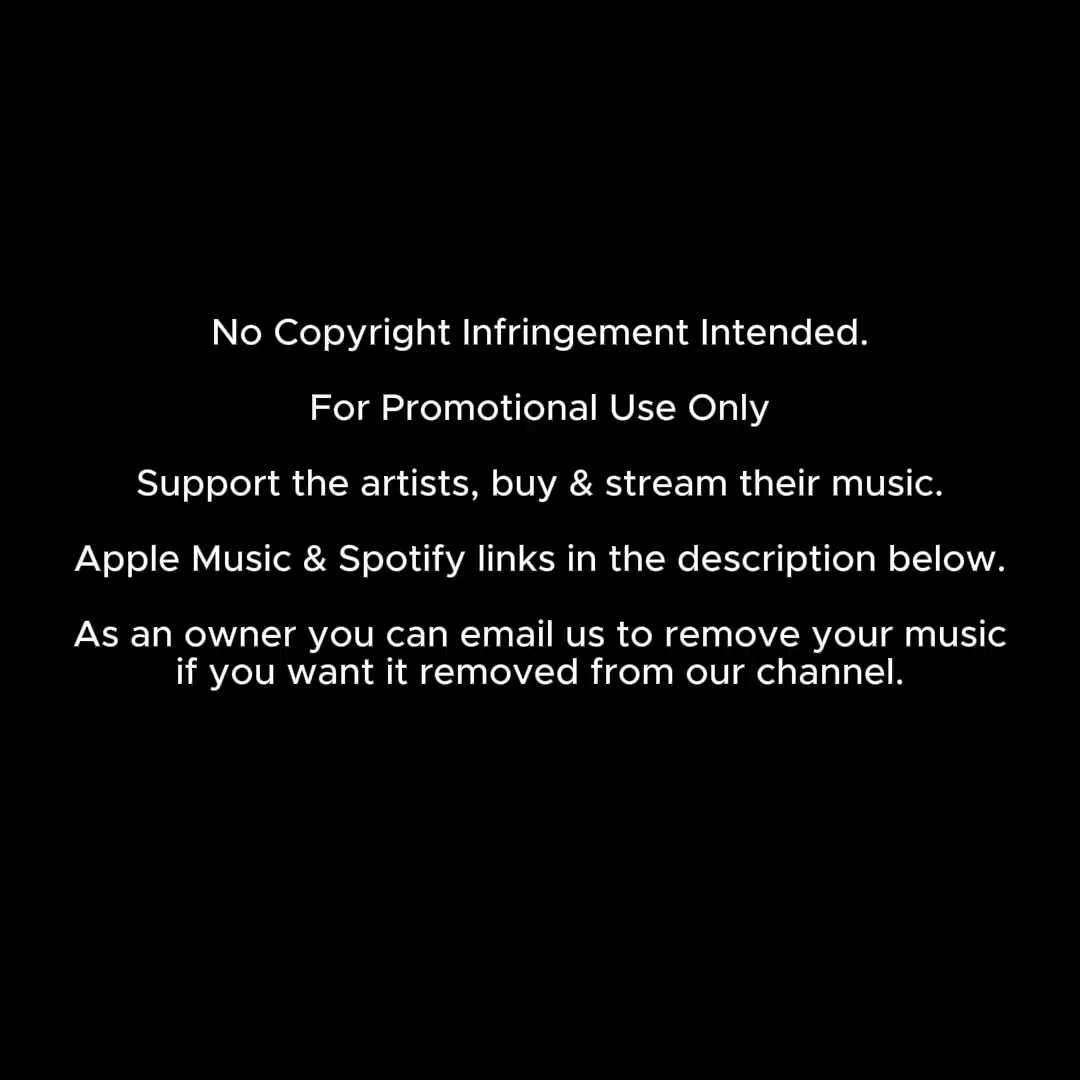 No Copyright Infringement Intended.
For Promotional Use Only
Support the artists, buy & stream their music.
Apple Music & Spotify links in the description below.
As an owner you can email us to remove your music
if you want it removed from our channel.